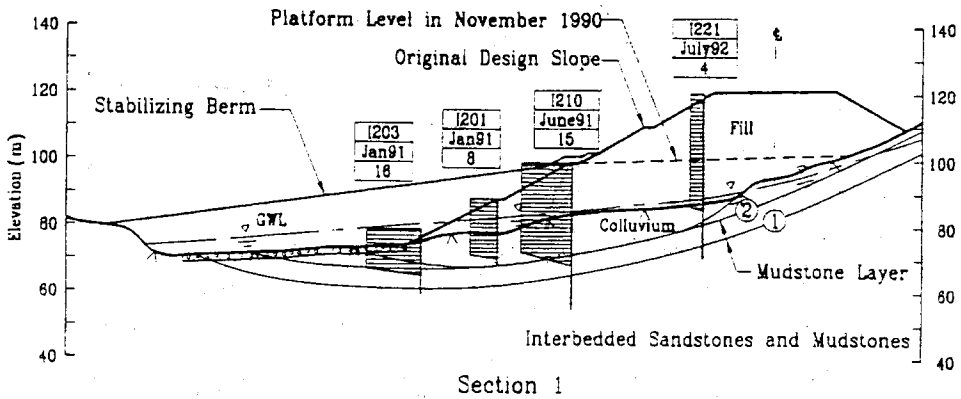 Platform Level in November 1990
Original Design Slope
Stabilizing Berm
I203
Jan91
16
I201
Jan91
8
I210
June91
15
I221
July92
4
℄
Fill
GWL
Colluvium
②
①
Mudstone Layer
Interbedded Sandstones and Mudstones
Elevation (m)
140
120
100
80
60
40
140
120
100
80
60
40
Section 1